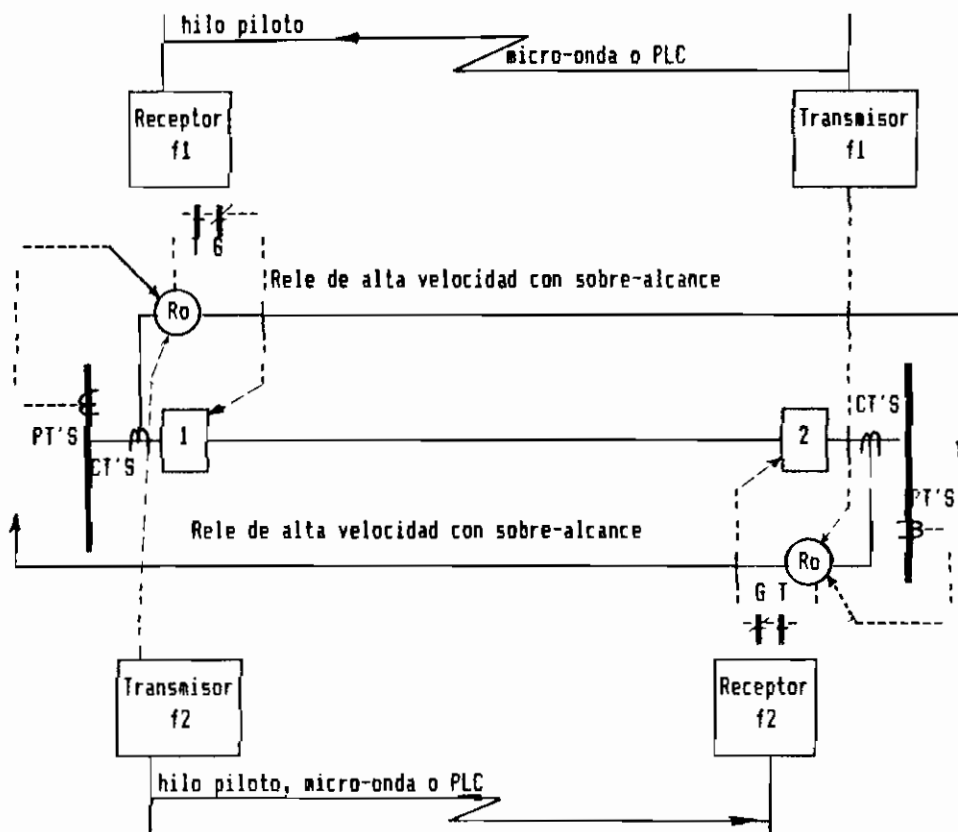 hilo piloto
micro-onda o PLC
Receptor
f1
Transmisor
f1
G
Rele de alta velocidad con sobre-alcance
Ro
PT'S
CT'S
1
2
CT'S
PT'S
Rele de alta velocidad con sobre-alcance
Ro
G T
Transmisor
f2
Receptor
f2
hilo piloto, micro-onda o PLC